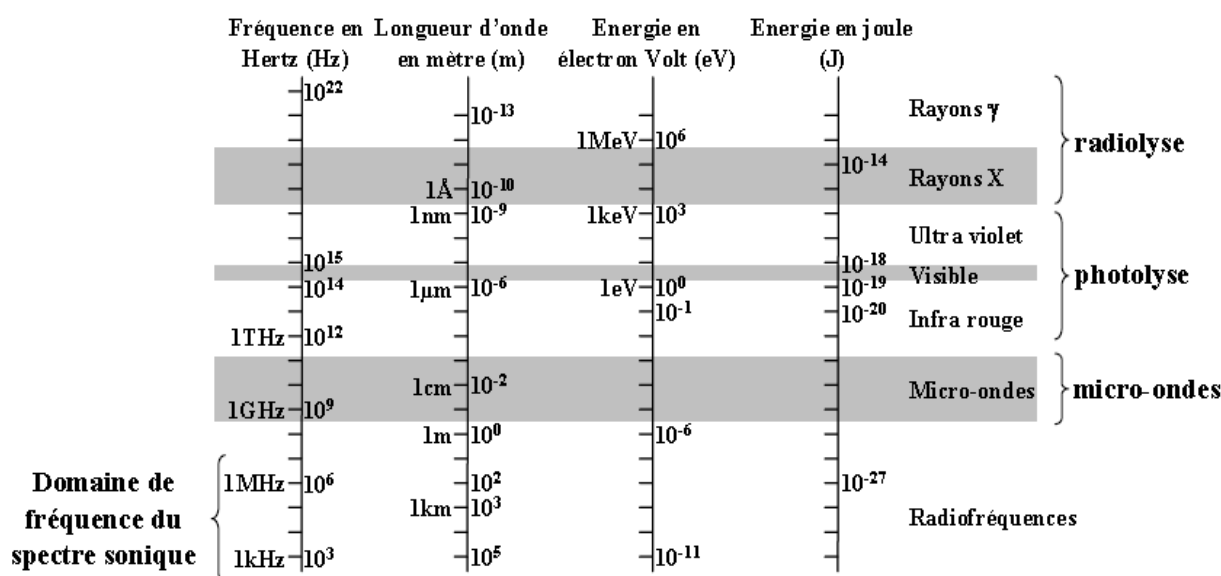 Fréquence en Hertz (Hz)
Longueur d'onde en mètre (m)
Energie en électron Volt (eV)
Energie en joule (J)
10²²
10¹⁵
10¹⁴
1THz 10¹²
1GHz 10⁹
1MHz 10⁶
1kHz 10³
10⁻¹³
1Å 10⁻¹⁰
1nm 10⁻⁹
1µm 10⁻⁶
1cm 10⁻²
1m 10⁰
10²
1km 10³
10⁵
1MeV 10⁶
1keV 10³
1eV 10⁰
10⁻¹
10⁻⁶
10⁻¹¹
10⁻¹⁴
10⁻¹⁸
10⁻¹⁹
10⁻²⁰
10⁻²⁷
Rayons γ
Rayons X
Ultra violet
Visible
Infra rouge
Micro-ondes
Radiofréquences
radiolyse
photolyse
micro-ondes
Domaine de
fréquence du
spectre sonique